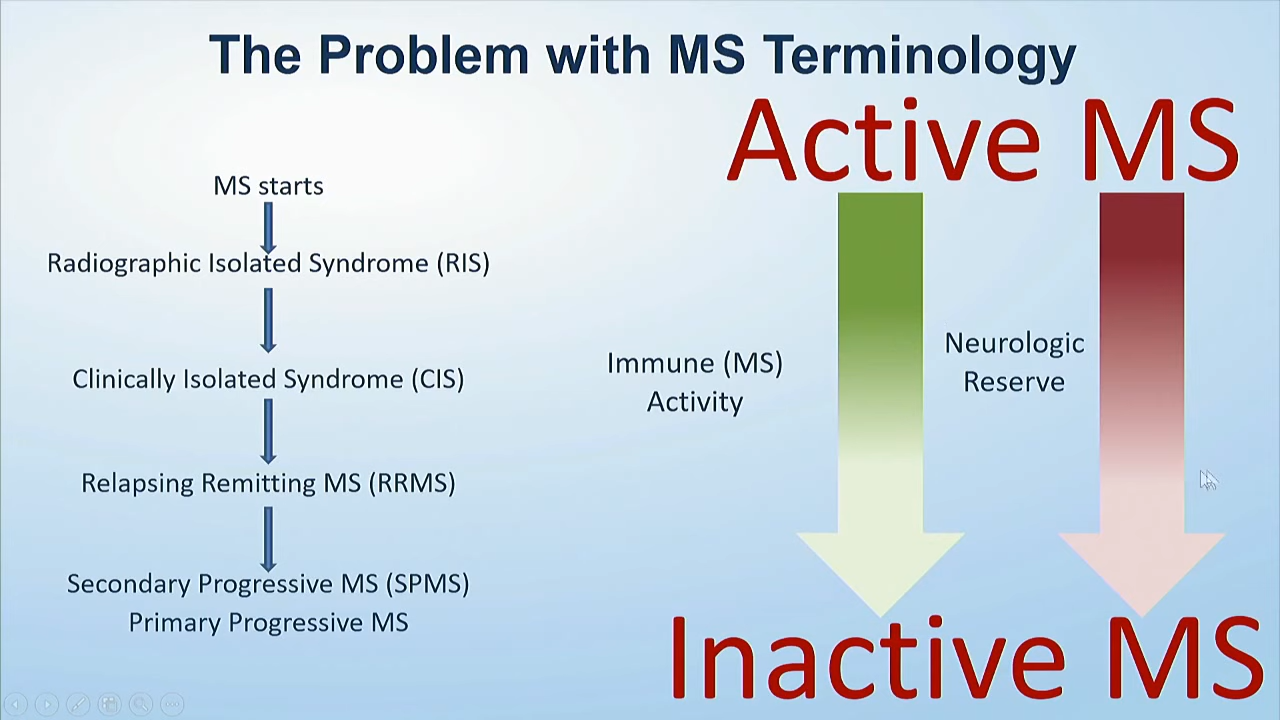 The Problem with MS Terminology
MS starts
Radiographic Isolated Syndrome (RIS)
Clinically Isolated Syndrome (CIS)
Relapsing Remitting MS (RRMS)
Secondary Progressive MS (SPMS)
Primary Progressive MS
Active MS
Immune (MS)
Activity
Neurologic
Reserve
Inactive MS